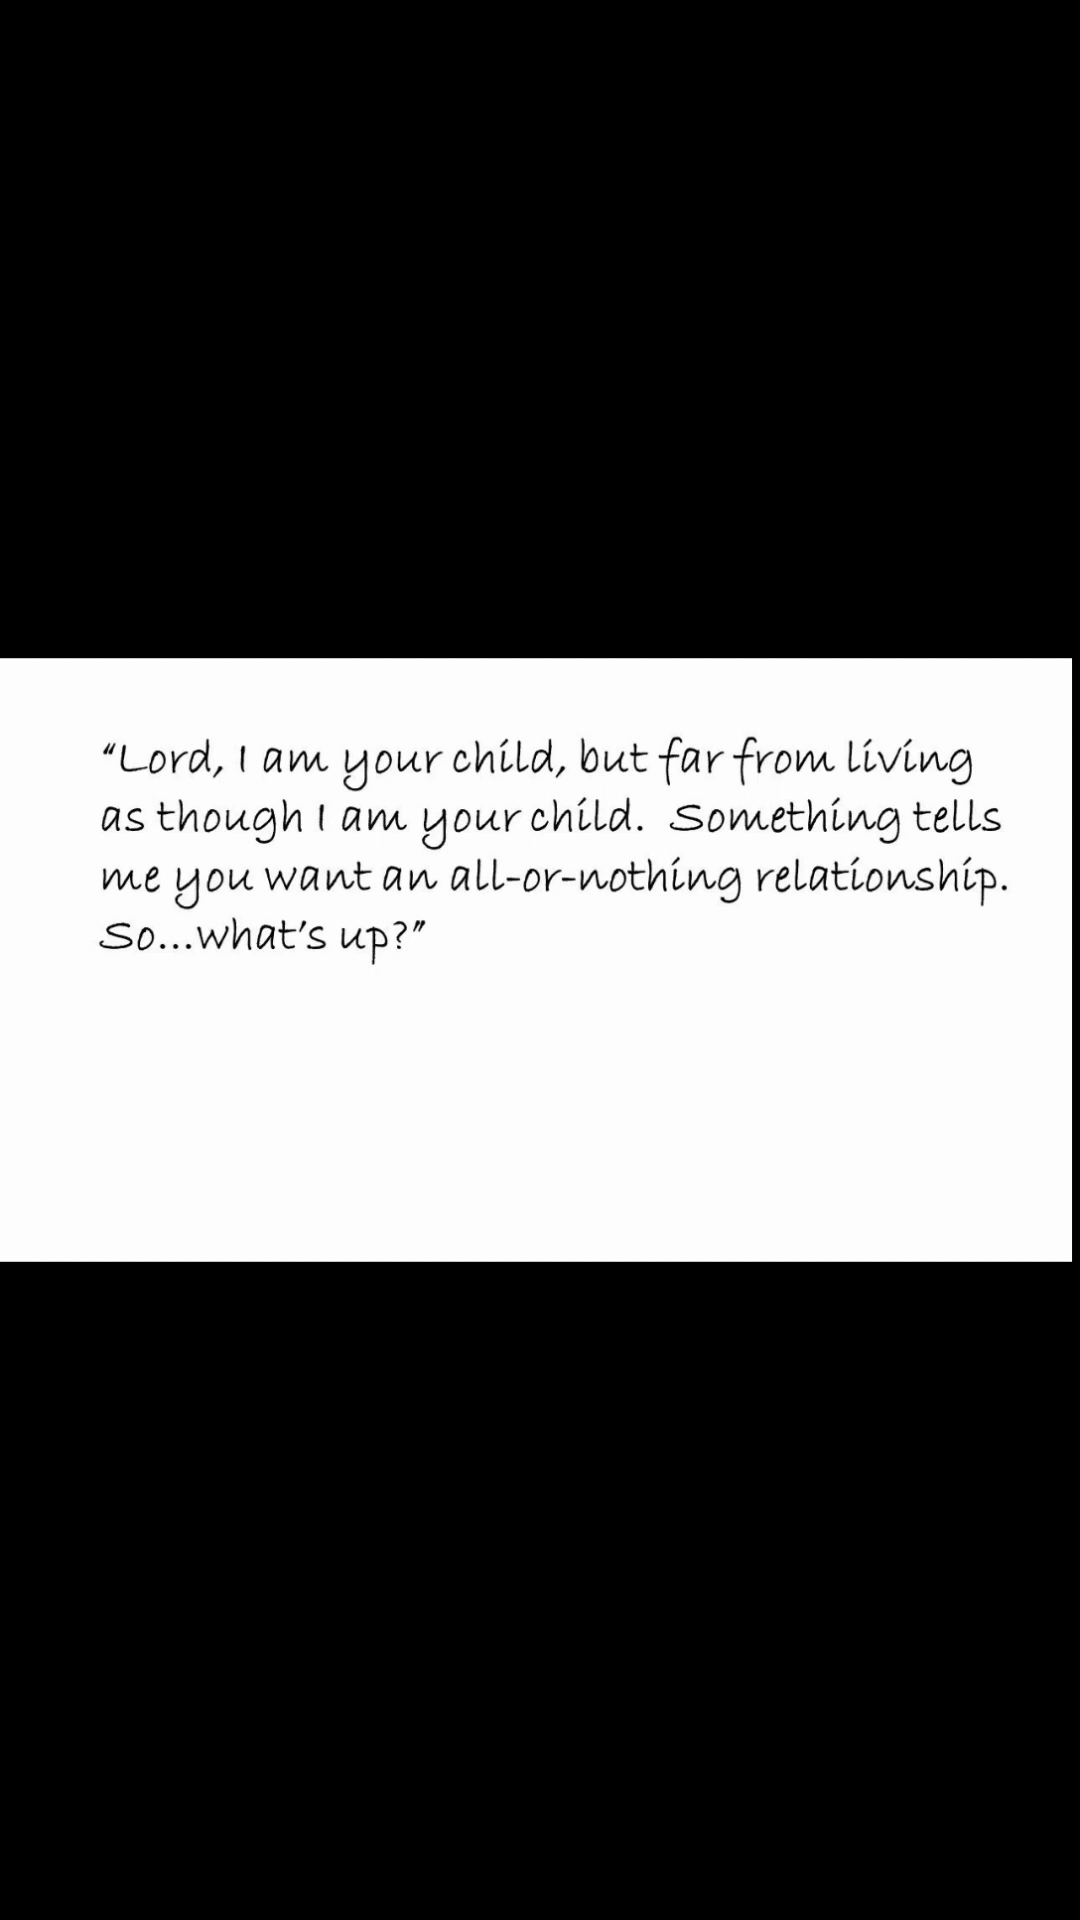 “Lord, I am your child, but far from living
as though I am your child.  Something tells
me you want an all-or-nothing relationship.
So...what’s up?”